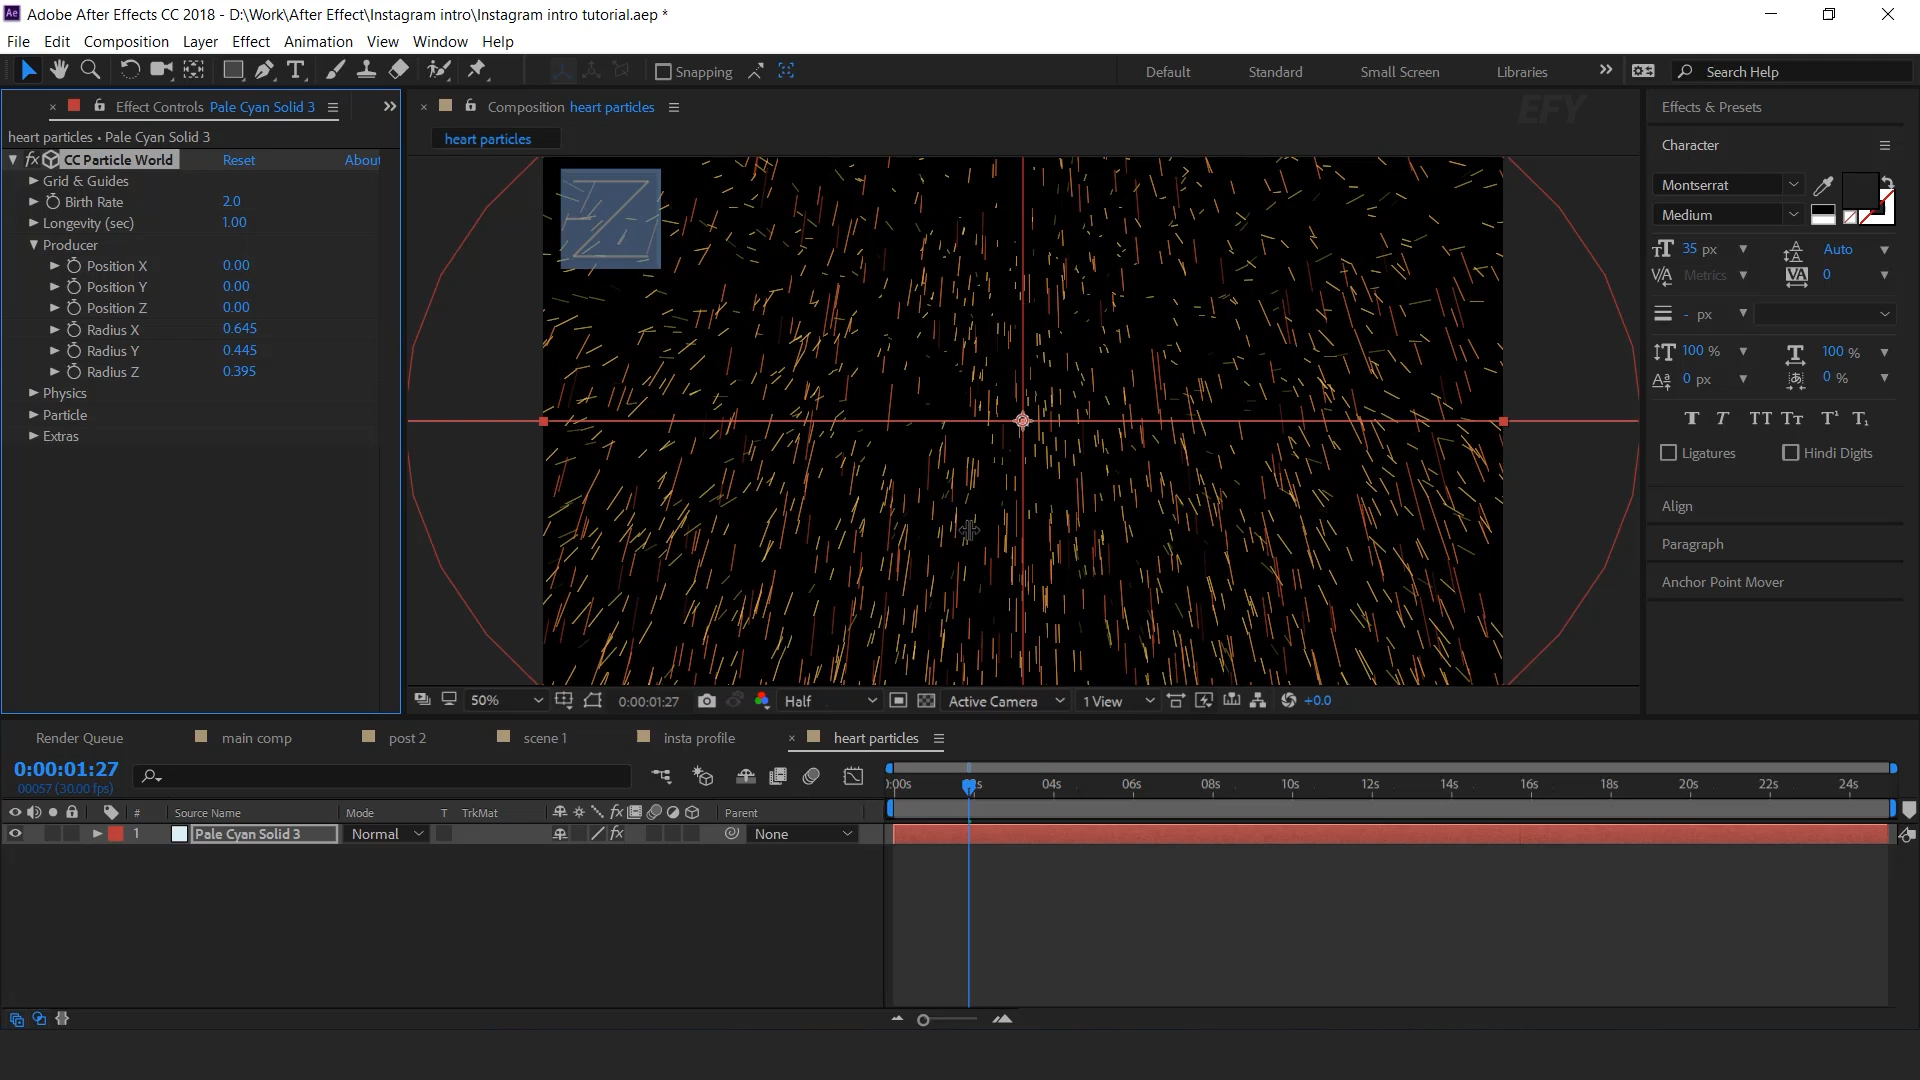 Adobe After Effects CC 2018 - D:\Work\After Effect\Instagram intro\Instagram intro tutorial.aep *
File Edit Composition Layer Effect Animation View Window Help
Snapping Default Standard Small Screen Libraries Search Help
Effect Controls Pale Cyan Solid 3
heart particles • Pale Cyan Solid 3
fx CC Particle World Reset About
Grid & Guides
Birth Rate 2.0
Longevity (sec) 1.00
Producer
Position X 0.00
Position Y 0.00
Position Z 0.00
Radius X 0.645
Radius Y 0.445
Radius Z 0.395
Physics
Particle
Extras
Composition heart particles
heart particles
EFY
Z
50% 0:00:01:27 Half Active Camera 1 View +0.0
Effects & Presets
Character
Montserrat
Medium
35 px Auto
Metrics 0
- px
100 % 100 %
0 px 0 %
T T TT Tт T¹ T₁
Ligatures Hindi Digits
Align
Paragraph
Anchor Point Mover
Render Queue main comp post 2 scene 1 insta profile heart particles
0:00:01:27
00057 (30.00 fps)
# Source Name Mode T TrkMat fx Parent
1 Pale Cyan Solid 3 Normal fx None
):00s 04s 06s 08s 10s 12s 14s 16s 18s 20s 22s 24s